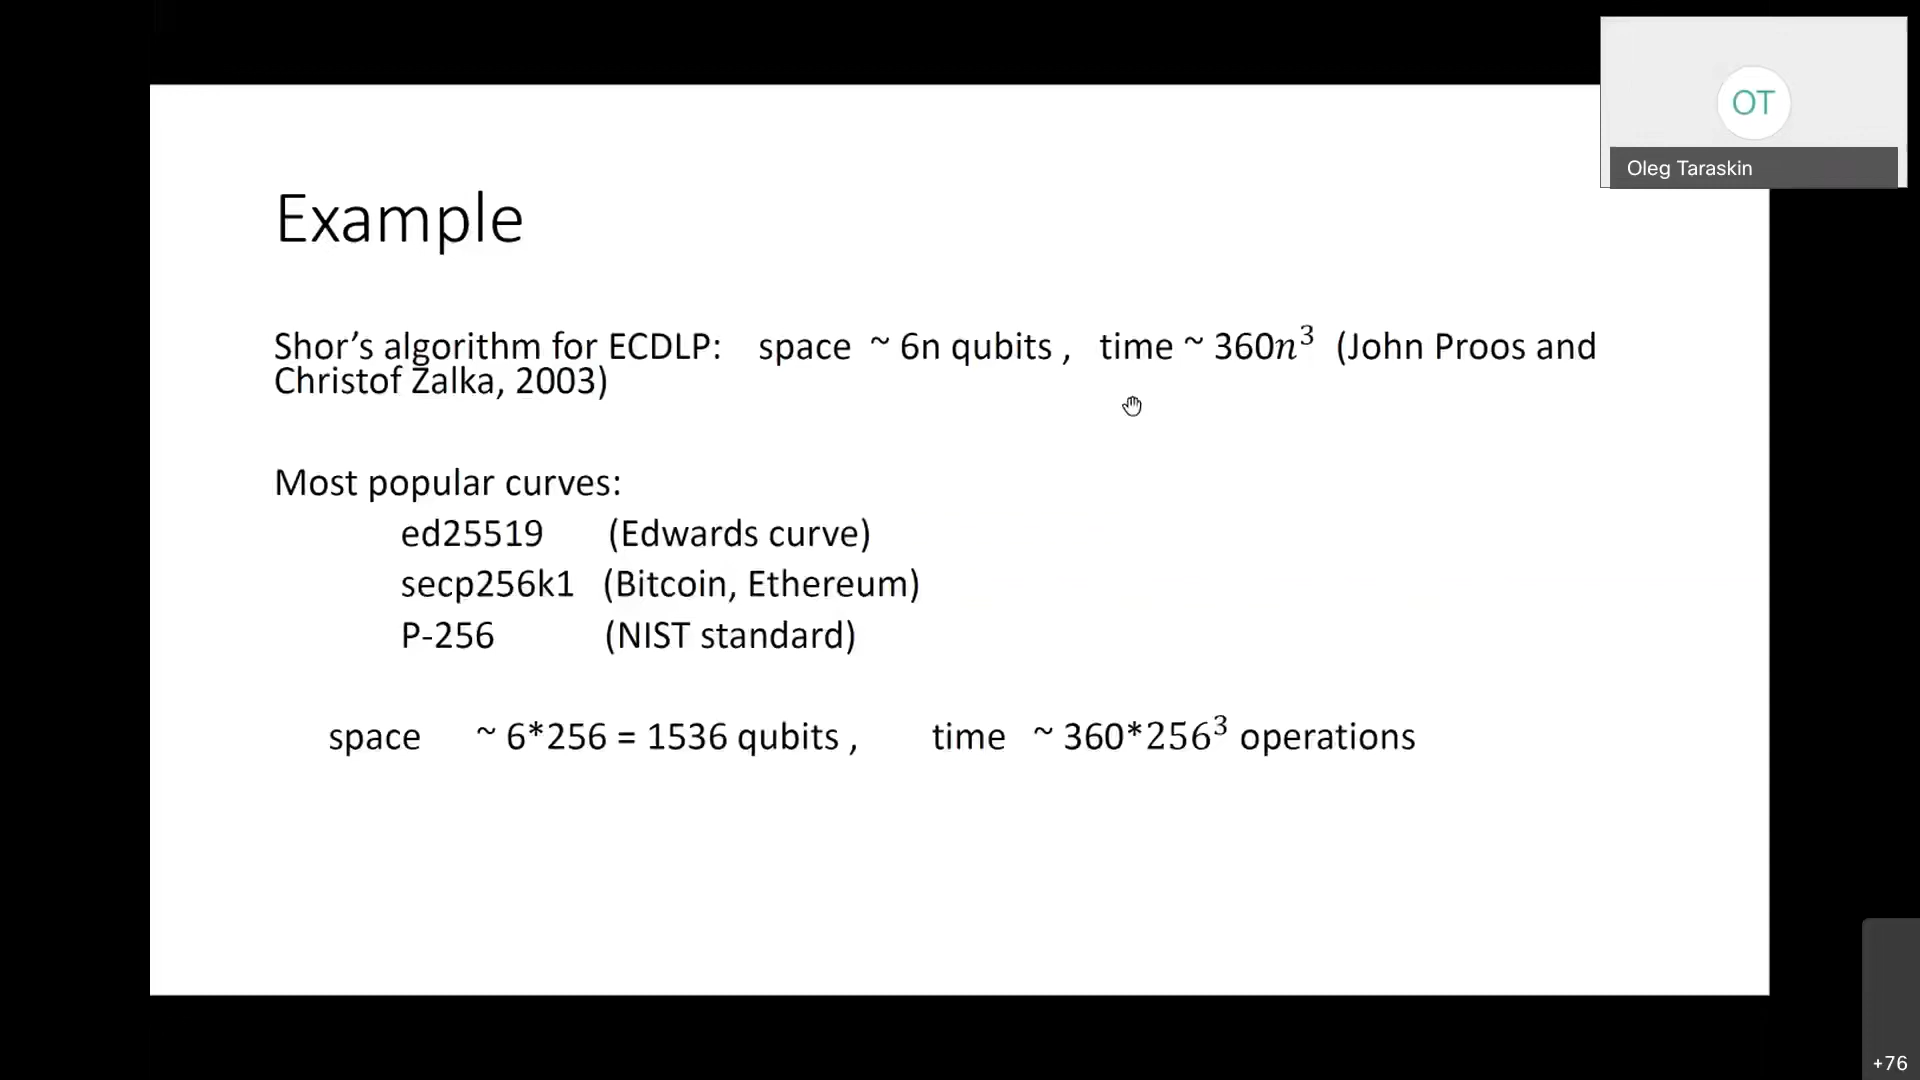 OT
Oleg Taraskin
Example
Shor’s algorithm for ECDLP: space ~ 6n qubits , time ~ 360n³ (John Proos and
Christof Zalka, 2003)
Most popular curves:
ed25519 (Edwards curve)
secp256k1 (Bitcoin, Ethereum)
P-256 (NIST standard)
space ~ 6*256 = 1536 qubits , time ~ 360*256³ operations
+76